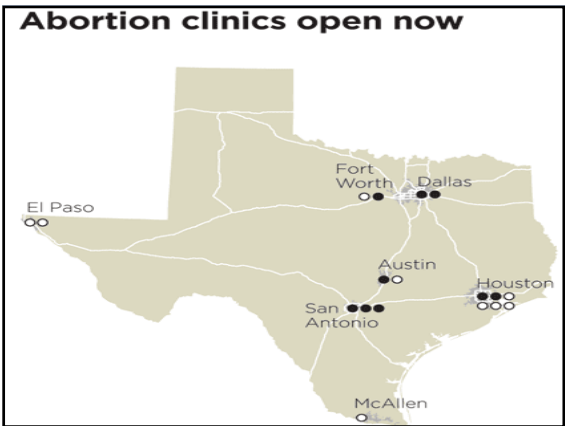 Abortion clinics open now
Fort
Worth
Dallas
El Paso
Austin
Houston
San
Antonio
McAllen